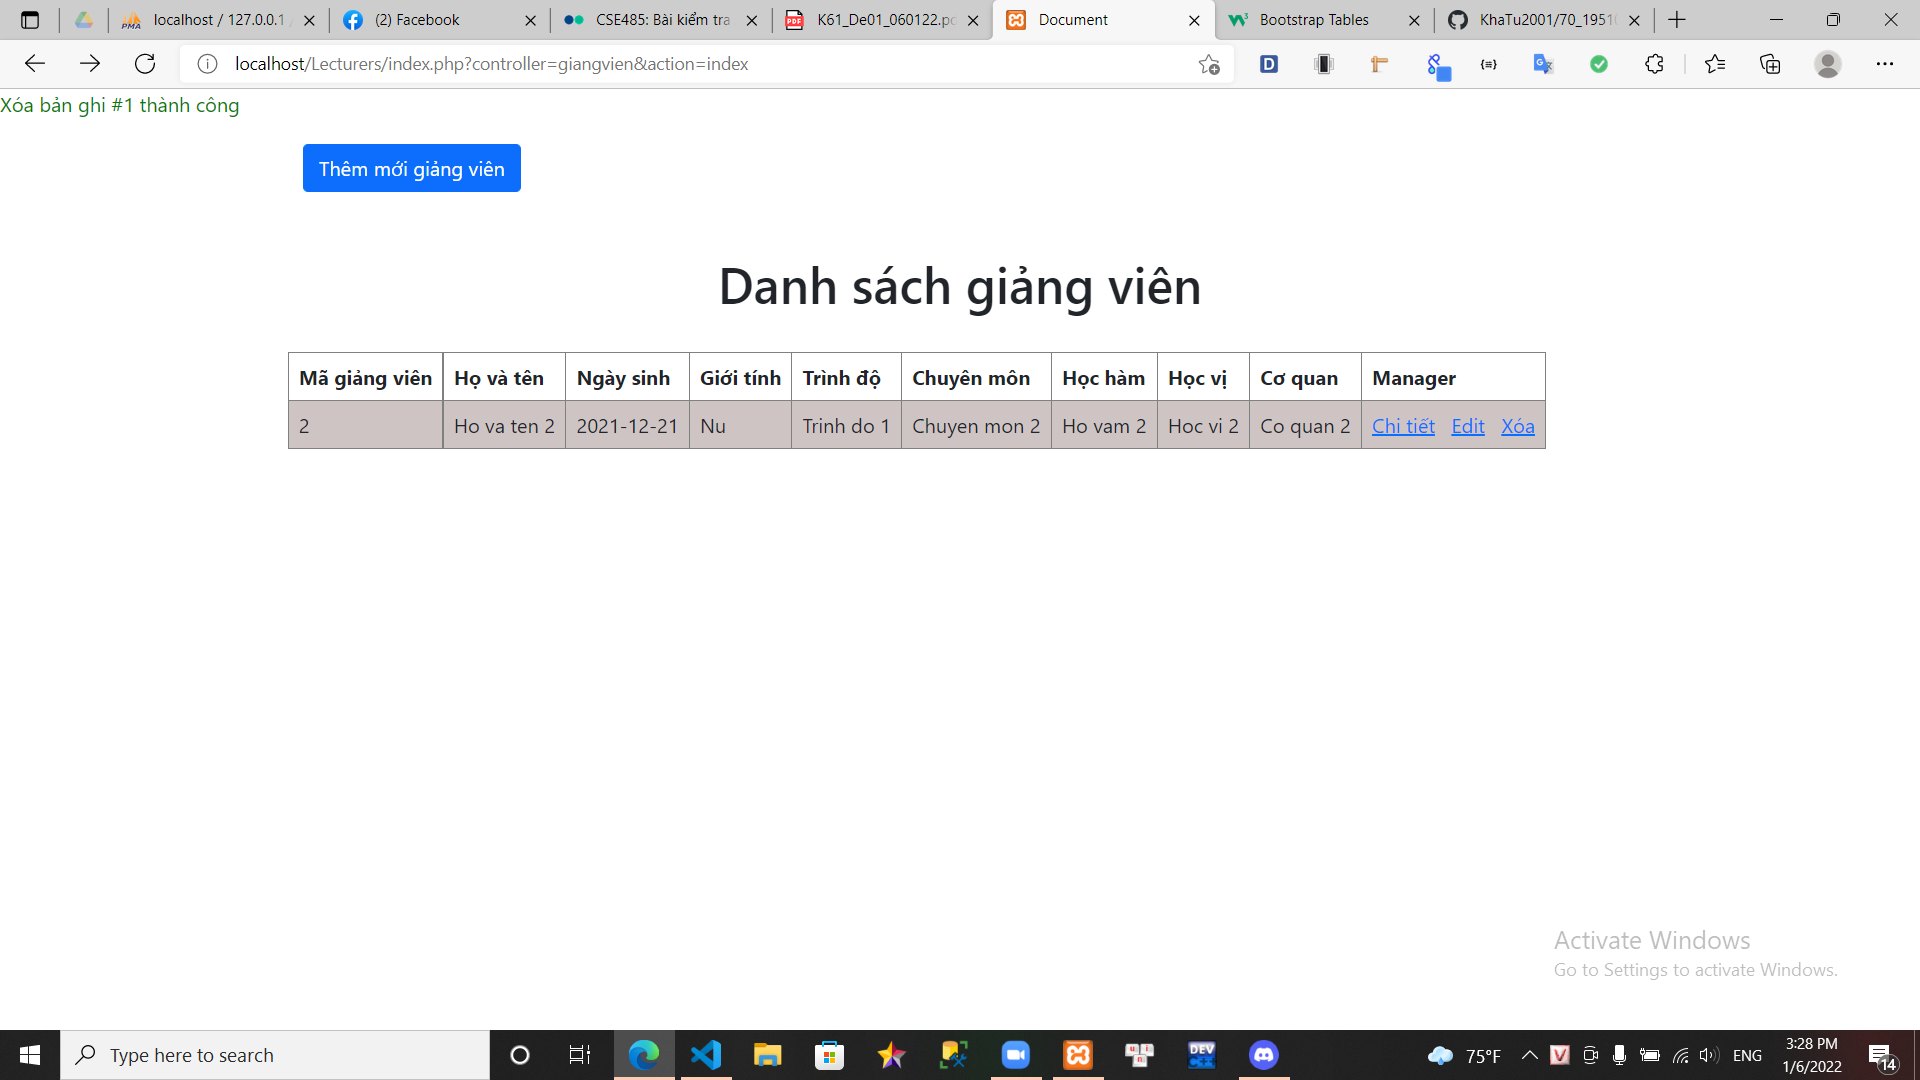 localhost / 127.0.0.1 /
(2) Facebook
CSE485: Bài kiểm tra
K61_De01_060122.pd
Document
Bootstrap Tables
KhaTu2001/70_1951
localhost/Lecturers/index.php?controller=giangvien&action=index
Xóa bản ghi #1 thành công
Thêm mới giảng viên
Danh sách giảng viên
Mã giảng viên Họ và tên Ngày sinh Giới tính Trình độ Chuyên môn Học hàm Học vị Cơ quan Manager
2 Ho va ten 2 2021-12-21 Nu Trinh do 1 Chuyen mon 2 Ho vam 2 Hoc vi 2 Co quan 2 Chi tiết Edit Xóa
Activate Windows
Go to Settings to activate Windows.
Type here to search
75°F
ENG
3:28 PM
1/6/2022
14